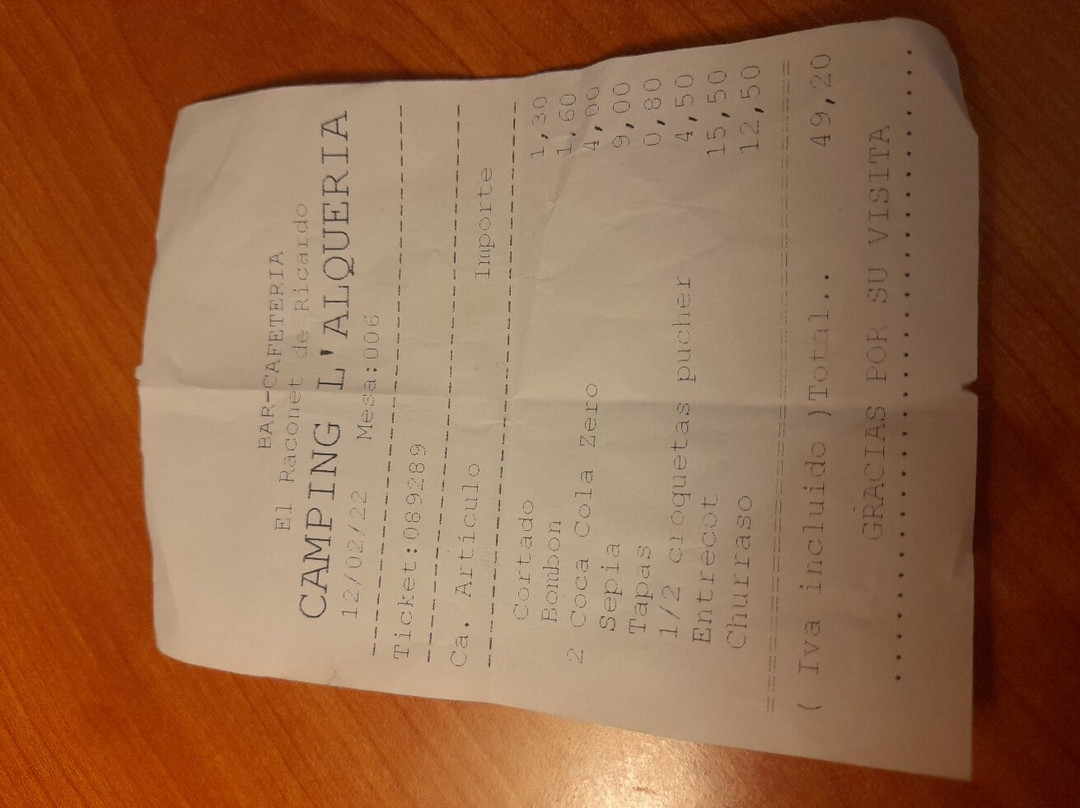 BAR-CAFETERIA
El Raconet de Ricardo
CAMPING L'ALQUERIA
12/02/22 Mesa:006
Ticket:089289
Ca. Artículo Importe
Cortado 1,30
Bombon 1,60
2 Coca Cola Zero 4,00
Sepia 9,00
Tapas 0,80
1/2 croquetas pucher 4,50
Entrecot 15,50
Churraso 12,50
( Iva incluido )Total.. 49,20
GRACIAS POR SU VISITA